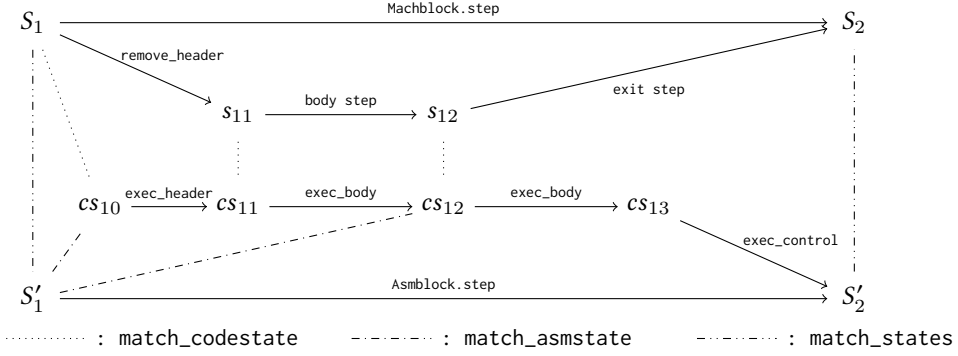 Machblock.step
S1 S2
remove_header
body step
exit step
s11 s12
exec_header exec_body exec_body
cs10 cs11 cs12 cs13
exec_control
Asmblock.step
S′1 S′2
: match_codestate : match_asmstate : match_states